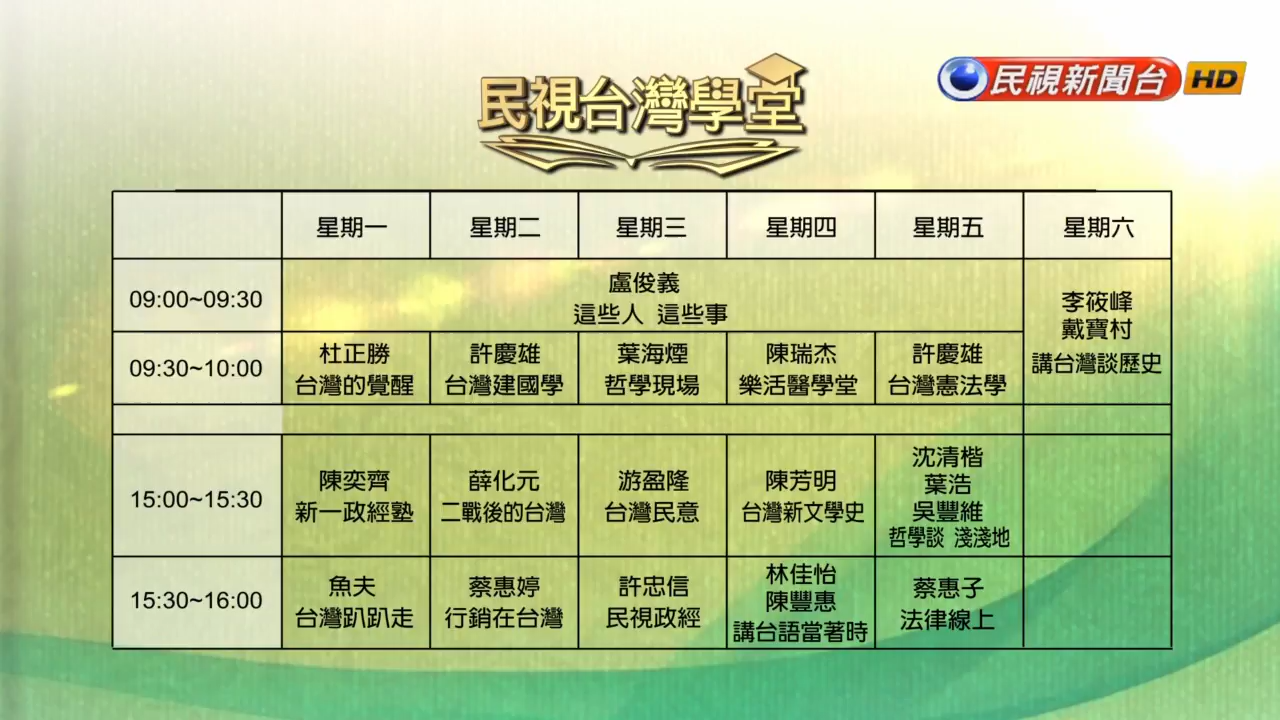 民視台灣學堂
民視新聞台 HD
星期一 星期二 星期三 星期四 星期五 星期六
09:00~09:30
盧俊義
這些人 這些事
李筱峰
戴寶村
講台灣談歷史
09:30~10:00
杜正勝
台灣的覺醒
許慶雄
台灣建國學
葉海煙
哲學現場
陳瑞杰
樂活醫學堂
許慶雄
台灣憲法學
15:00~15:30
陳奕齊
新一政經塾
薛化元
二戰後的台灣
游盈隆
台灣民意
陳芳明
台灣新文學史
沈清楷
葉浩
吳豐維
哲學談 淺淺地
15:30~16:00
魚夫
台灣趴趴走
蔡惠婷
行銷在台灣
許忠信
民視政經
林佳怡
陳豐惠
講台語當著時
蔡惠子
法律線上